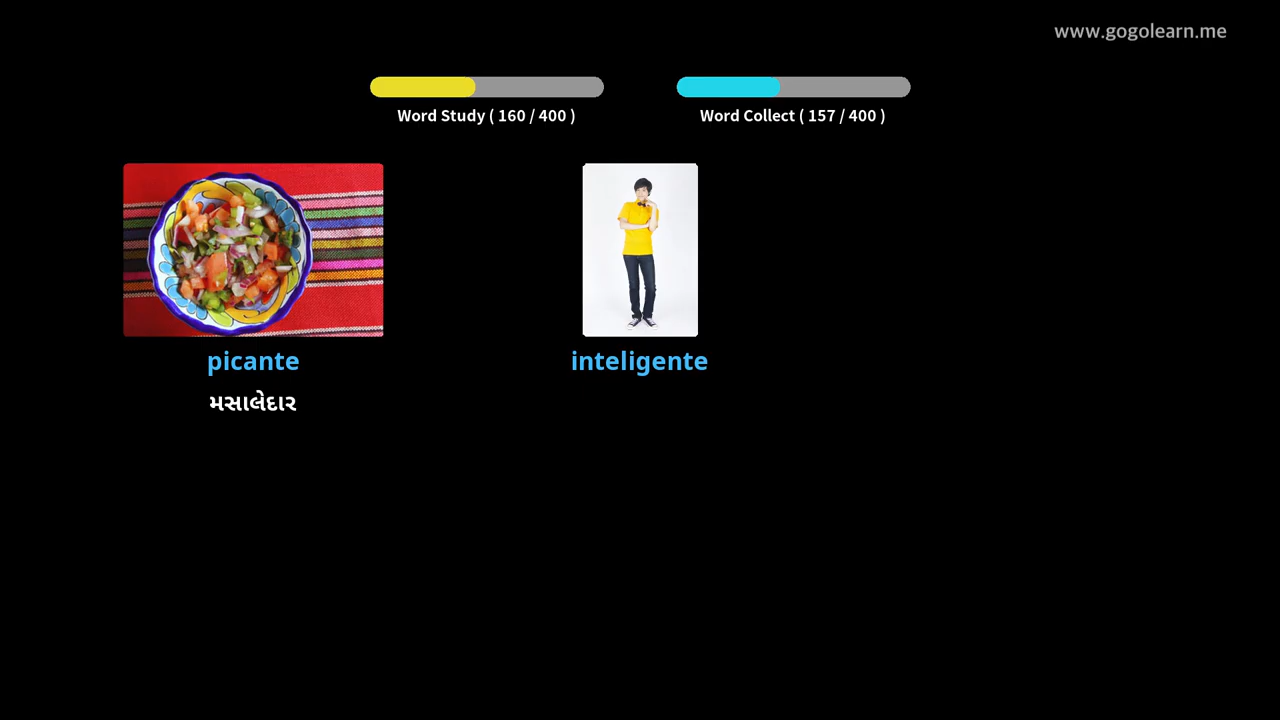 www.gogolearn.me
Word Study ( 160 / 400 )
Word Collect ( 157 / 400 )
picante
inteligente
મસાલેદાર